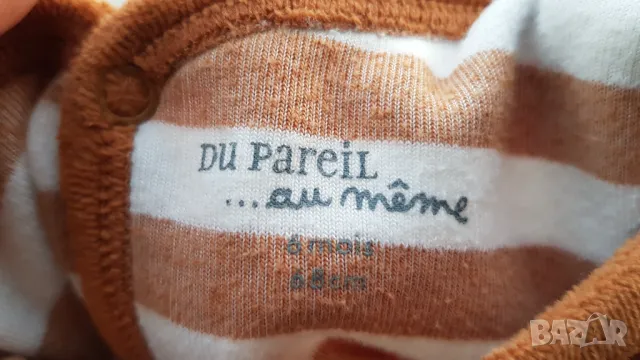 DU PAREIL
...au même
6 mois
68cm
BAZAR